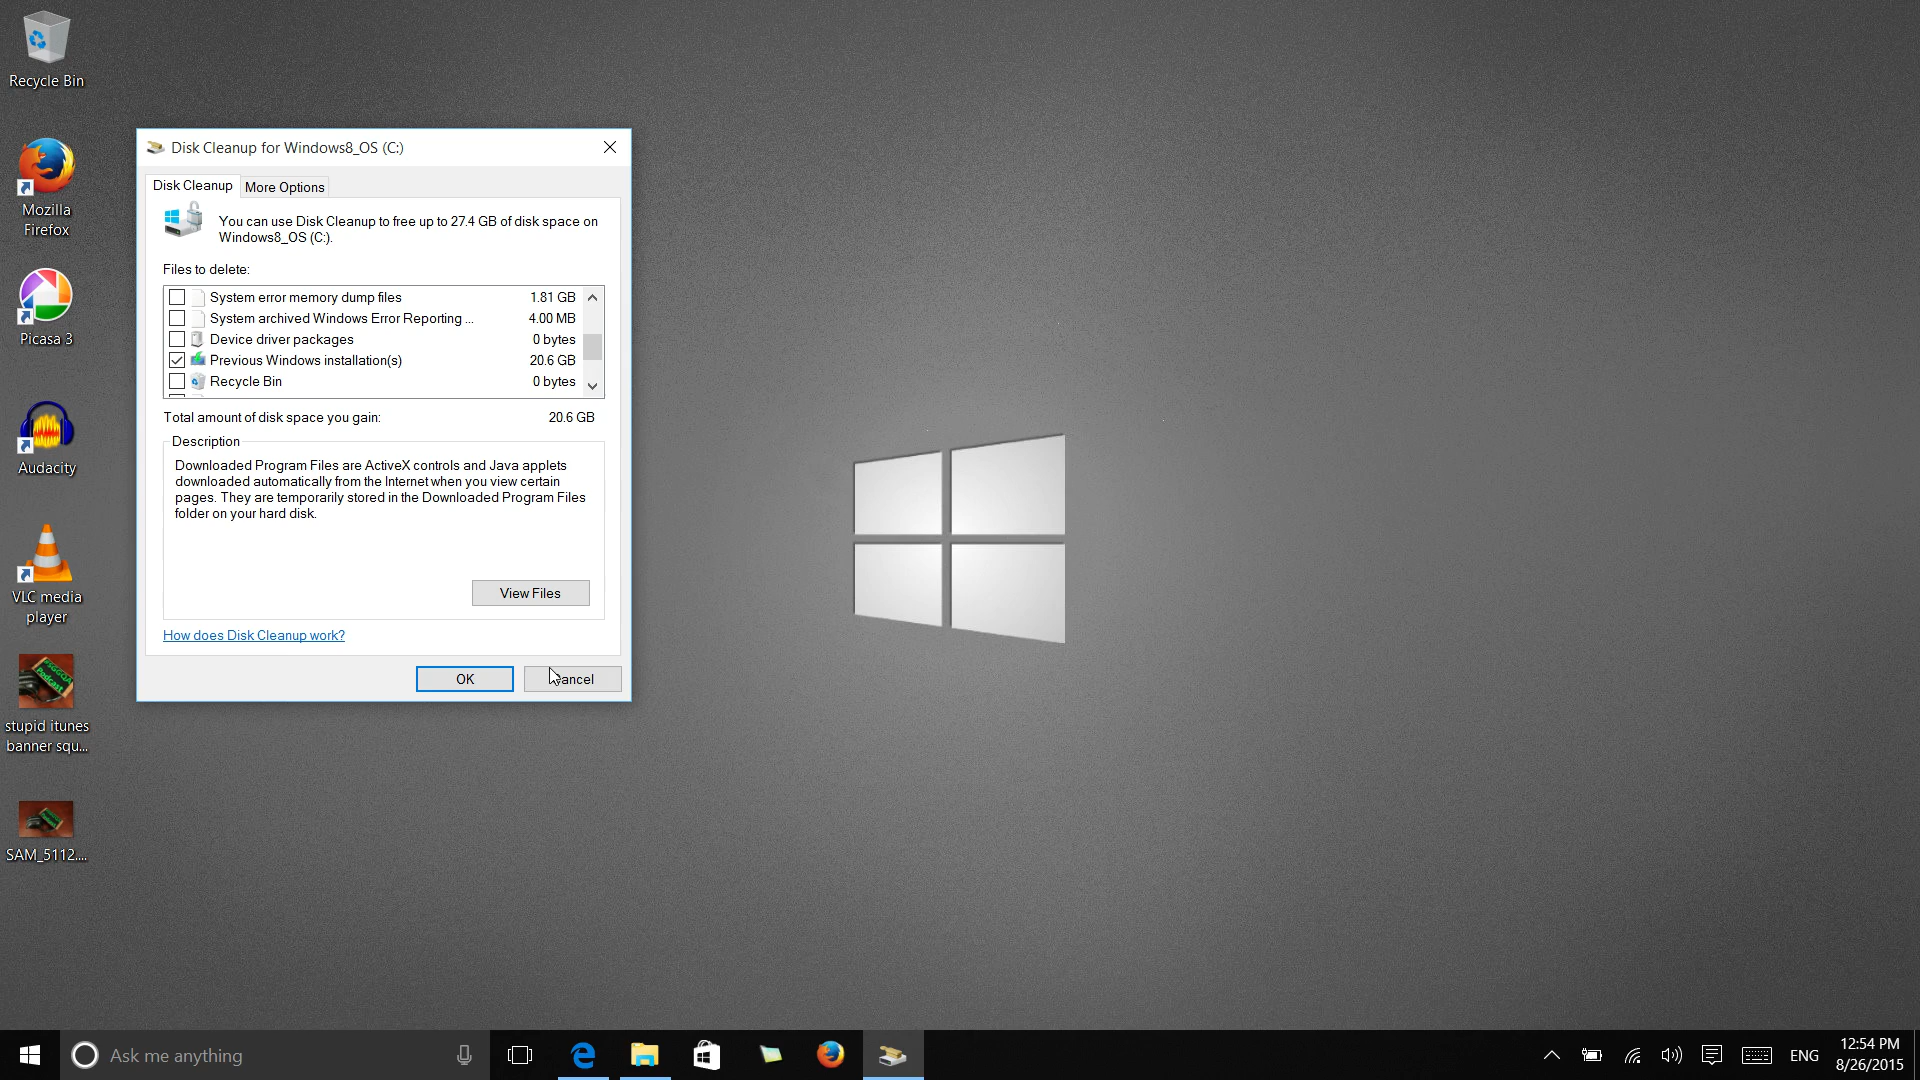 Recycle Bin
Mozilla
Firefox
Picasa 3
Audacity
VLC media
player
stupid itunes
banner squ...
SAM_5112....
Disk Cleanup for Windows8_OS (C:)
Disk Cleanup
More Options
You can use Disk Cleanup to free up to 27.4 GB of disk space on
Windows8_OS (C:).
Files to delete:
System error memory dump files 1.81 GB
System archived Windows Error Reporting ... 4.00 MB
Device driver packages 0 bytes
Previous Windows installation(s) 20.6 GB
Recycle Bin 0 bytes
Total amount of disk space you gain: 20.6 GB
Description
Downloaded Program Files are ActiveX controls and Java applets
downloaded automatically from the Internet when you view certain
pages. They are temporarily stored in the Downloaded Program Files
folder on your hard disk.
View Files
How does Disk Cleanup work?
OK
Cancel
Ask me anything
ENG
12:54 PM
8/26/2015